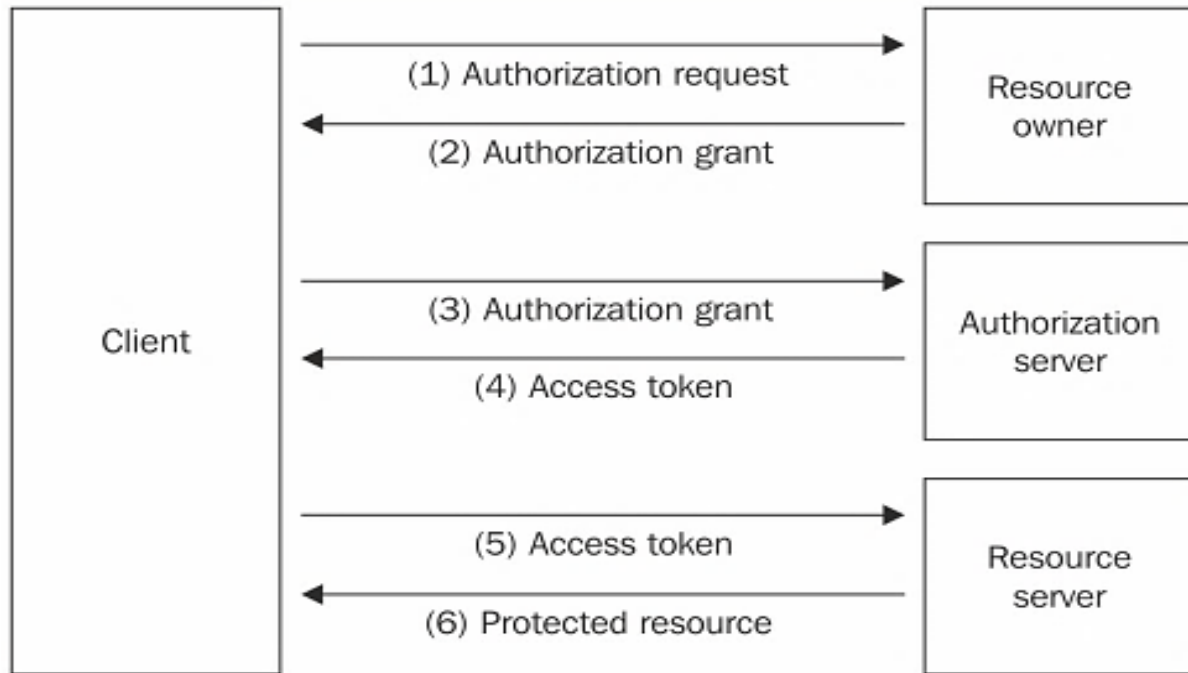 Client
(1) Authorization request
(2) Authorization grant
Resource
owner
(3) Authorization grant
(4) Access token
Authorization
server
(5) Access token
(6) Protected resource
Resource
server